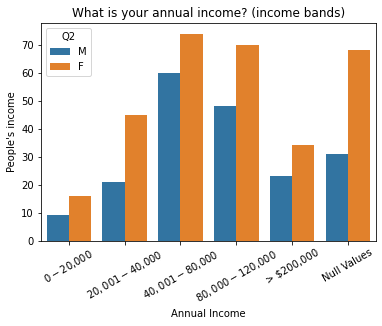 What is your annual income? (income bands)
Q2
M
F
People's income
70
60
50
40
30
20
10
0
0 − 20,000
20,001 − 40,000
40,001 − 80,000
80,000 − 120,000
> $200,000
Null Values
Annual Income